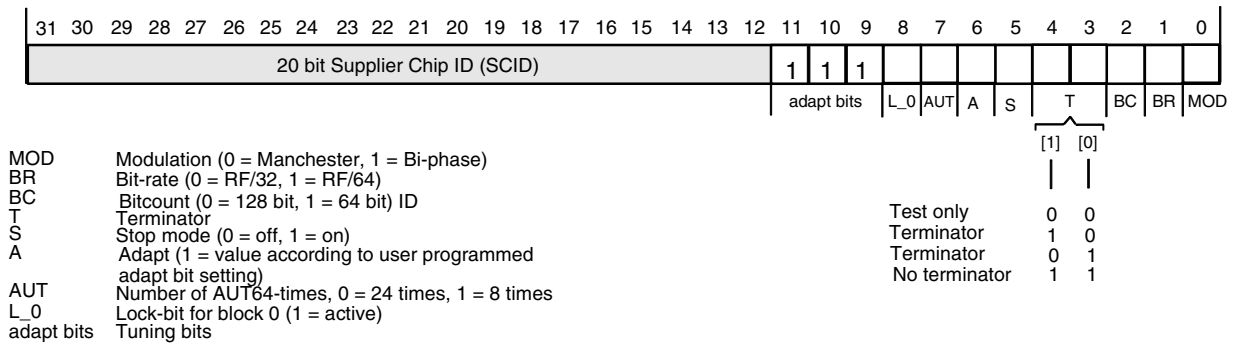 31 30 29 28 27 26 25 24 23 22 21 20 19 18 17 16 15 14 13 12 11 10 9 8 7 6 5 4 3 2 1 0
20 bit Supplier Chip ID (SCID) 1 1 1
adapt bits L_0 AUT A S T BC BR MOD
[1] [0]
MOD Modulation (0 = Manchester, 1 = Bi-phase)
BR Bit-rate (0 = RF/32, 1 = RF/64)
BC Bitcount (0 = 128 bit, 1 = 64 bit) ID
T Terminator
S Stop mode (0 = off, 1 = on)
A Adapt (1 = value according to user programmed
adapt bit setting)
AUT Number of AUT64-times, 0 = 24 times, 1 = 8 times
L_0 Lock-bit for block 0 (1 = active)
adapt bits Tuning bits
Test only 0 0
Terminator 1 0
Terminator 0 1
No terminator 1 1